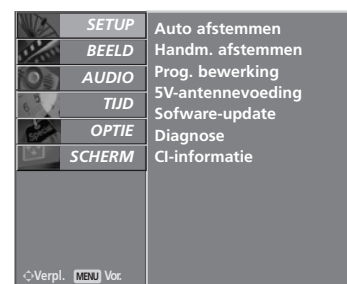 SETUP
BEELD
AUDIO
TIJD
OPTIE
SCHERM
Auto afstemmen
Handm. afstemmen
Prog. bewerking
5V-antennevoeding
Sofware-update
Diagnose
CI-informatie
Verpl. MENU Vor.